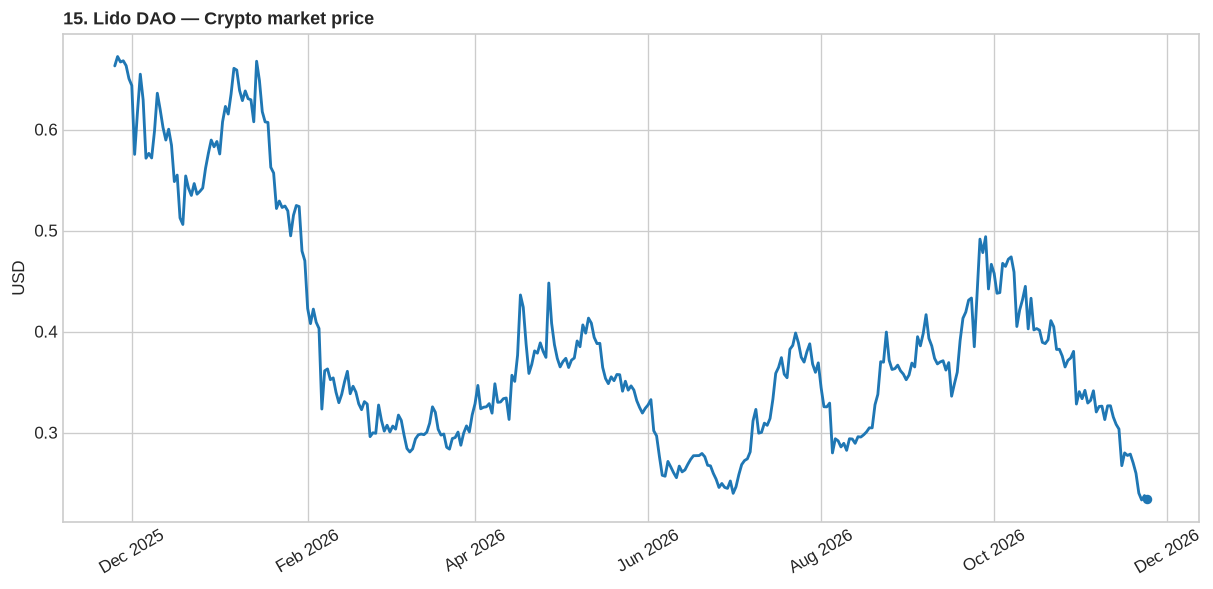 15. Lido DAO — Crypto market price
USD
0.6
0.5
0.4
0.3
Dec 2025
Feb 2026
Apr 2026
Jun 2026
Aug 2026
Oct 2026
Dec 2026